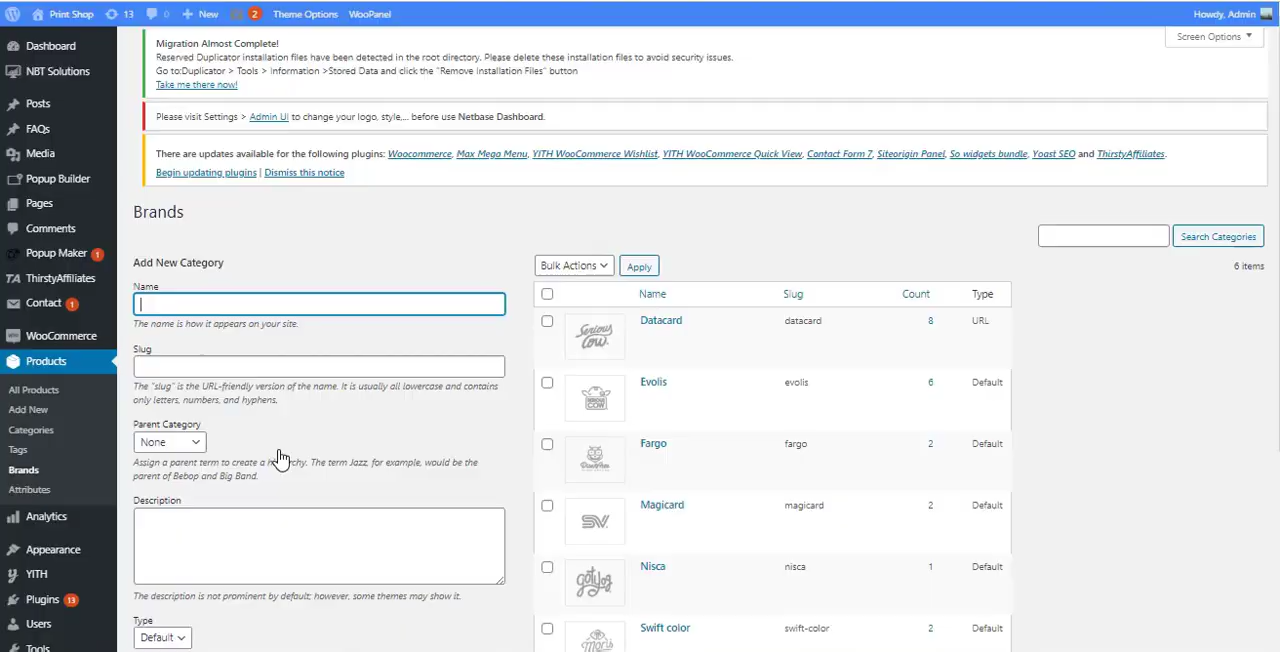 Print Shop 13 0 New 2 Theme Options WooPanel Howdy, Admin
Screen Options
Migration Almost Complete!
Reserved Duplicator installation files have been detected in the root directory. Please delete these installation files to avoid security issues.
Go to:Duplicator > Tools > Information >Stored Data and click the "Remove Installation Files" button
Take me there now!
Please visit Settings > Admin UI to change your logo, style,... before use Netbase Dashboard.
There are updates available for the following plugins: Woocommerce, Max Mega Menu, YITH WooCommerce Wishlist, YITH WooCommerce Quick View, Contact Form 7, Siteorigin Panel, So widgets bundle, Yoast SEO and ThirstyAffiliates.
Begin updating plugins | Dismiss this notice
Dashboard
NBT Solutions
Posts
FAQs
Media
Popup Builder
Pages
Comments
Popup Maker 1
TA ThirstyAffiliates
Contact 1
WooCommerce
Products
All Products
Add New
Categories
Tags
Brands
Attributes
Analytics
Appearance
YITH
Plugins 13
Users
Tools
Brands
Search Categories
Add New Category
Name
The name is how it appears on your site.
Slug
The "slug" is the URL-friendly version of the name. It is usually all lowercase and contains
only letters, numbers, and hyphens.
Parent Category
None
Assign a parent term to create a hierarchy. The term Jazz, for example, would be the
parent of Bebop and Big Band.
Description
The description is not prominent by default; however, some themes may show it.
Type
Default
Bulk Actions Apply 6 items
Name Slug Count Type
Serious Cow. Datacard datacard 8 URL
Evolis evolis 6 Default
Fargo fargo 2 Default
Magicard magicard 2 Default
Nisca nisca 1 Default
Swift color swift-color 2 Default